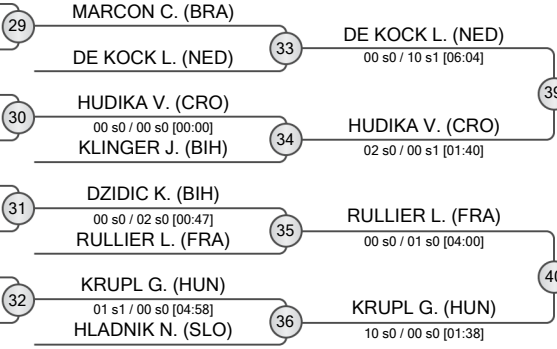 MARCON C. (BRA)
29
DE KOCK L. (NED)
33
DE KOCK L. (NED)
00 s0 / 10 s1 [06:04]
39
HUDIKA V. (CRO)
30
00 s0 / 00 s0 [00:00]
KLINGER J. (BIH)
34
HUDIKA V. (CRO)
02 s0 / 00 s1 [01:40]
DZIDIC K. (BIH)
31
00 s0 / 02 s0 [00:47]
RULLIER L. (FRA)
35
RULLIER L. (FRA)
00 s0 / 01 s0 [04:00]
40
KRUPL G. (HUN)
32
01 s1 / 00 s0 [04:58]
HLADNIK N. (SLO)
36
KRUPL G. (HUN)
10 s0 / 00 s0 [01:38]